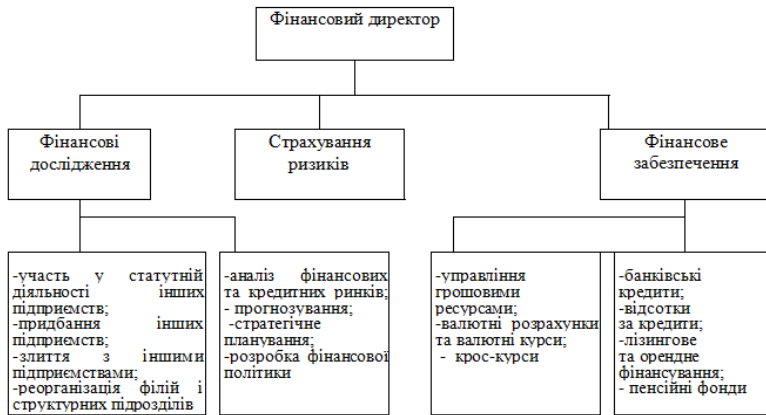 Фінансовий директор
Фінансові
дослідження
Страхування
ризиків
Фінансове
забезпечення
-участь у статутній
діяльності інших
підприємств;
-придбання інших
підприємств;
-злиття з іншими
підприємствами;
-реорганізація філій і
структурних підрозділів
-аналіз фінансових
та кредитних ринків;
- прогнозування;
-стратегічне
планування;
-розробка фінансової
політики
-управління
грошовими
ресурсами;
-валютні розрахунки
та валютні курси;
- крос-курси
-банківські
кредити;
-відсотки
за кредити;
-лізингове
та орендне
фінансування;
- пенсійні фонди